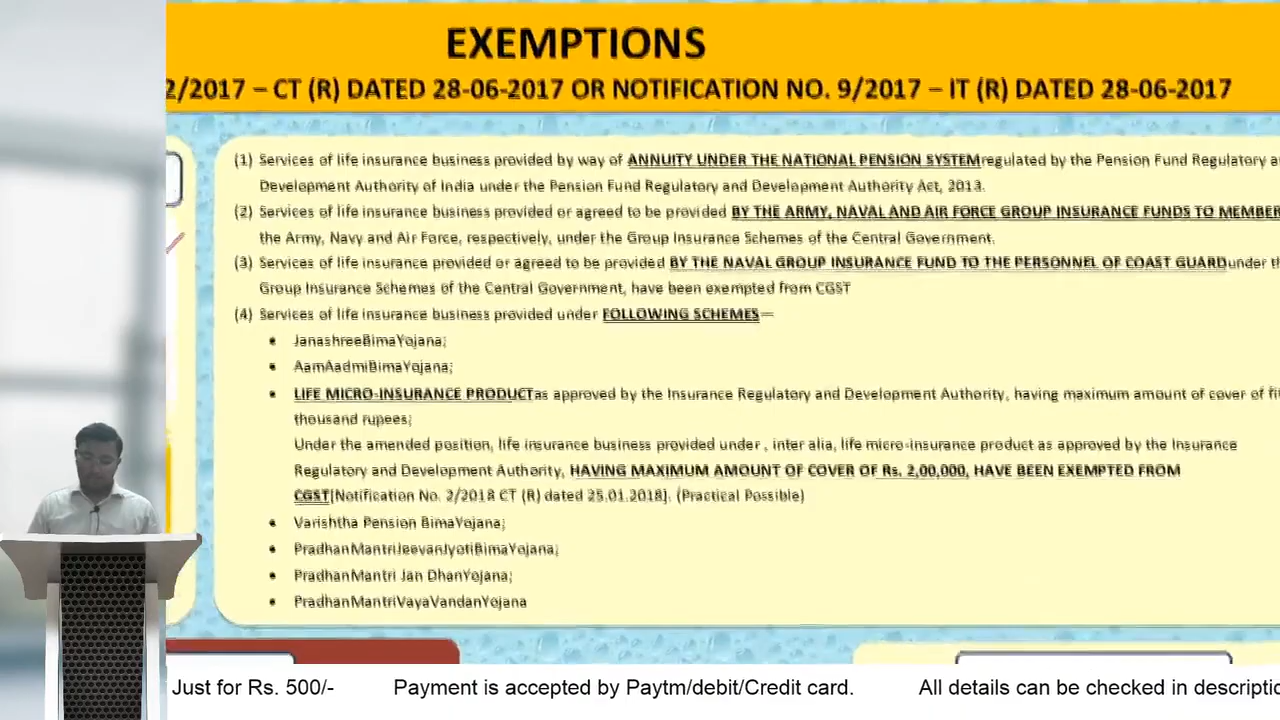 EXEMPTIONS
2/2017 – CT (R) DATED 28-06-2017 OR NOTIFICATION NO. 9/2017 – IT (R) DATED 28-06-2017
(1) Services of life insurance business provided by way of ANNUITY UNDER THE NATIONAL PENSION SYSTEMregulated by the Pension Fund Regulatory a
Development Authority of India under the Pension Fund Regulatory and Development Authority Act, 2013.
(2) Services of life insurance business provided or agreed to be provided BY THE ARMY, NAVAL AND AIR FORCE GROUP INSURANCE FUNDS TO MEMBER
the Army, Navy and Air Force, respectively, under the Group Insurance Schemes of the Central Government.
(3) Services of life insurance provided or agreed to be provided BY THE NAVAL GROUP INSURANCE FUND TO THE PERSONNEL OF COAST GUARDunder th
Group Insurance Schemes of the Central Government, have been exempted from CGST
(4) Services of life insurance business provided under FOLLOWING SCHEMES—
• JanashreeBimaYojana;
• AamAadmiBimaYojana;
• LIFE MICRO-INSURANCE PRODUCTas approved by the Insurance Regulatory and Development Authority, having maximum amount of cover of fi
thousand rupees;
Under the amended position, life insurance business provided under , inter alia, life micro-insurance product as approved by the Insurance
Regulatory and Development Authority, HAVING MAXIMUM AMOUNT OF COVER OF Rs. 2,00,000, HAVE BEEN EXEMPTED FROM
CGST[Notification No. 2/2018 CT (R) dated 25.01.2018]. (Practical Possible)
• Varishtha Pension BimaYojana;
• PradhanMantriJeevanJyotiBimaYojana;
• PradhanMantri Jan DhanYojana;
• PradhanMantriVayaVandanYojana
Just for Rs. 500/- Payment is accepted by Paytm/debit/Credit card. All details can be checked in descriptio